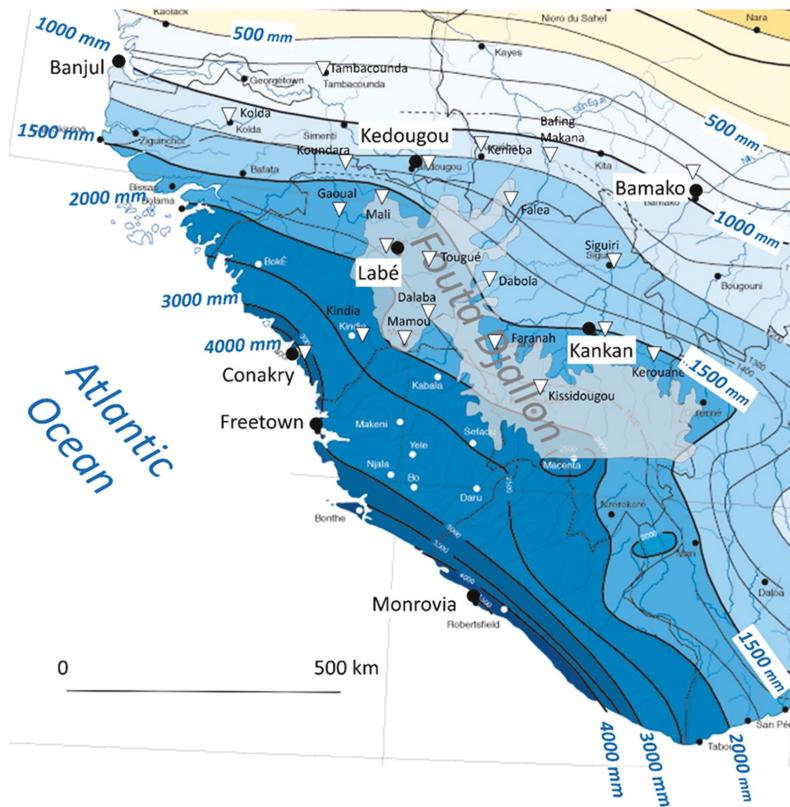 Kaolack
Nioro du Sahel
Nara
1000 mm
500 mm
Kayes
Banjul
Georgetown
Tambacounda
Tambacounda
500 mm
Kolda
Kolda
Simenti
Kedougou
Bafing
Makana
1500 mm
Ziguinchor
Koundara
Kenieba
Kita
Bafata
Bamako
2000 mm
Bissau
Bolama
Gaoual
Mali
Falea
1000 mm
Labé
Tougué
Siguiri
Boké
Dabola
Bougouni
3000 mm
Dalaba
Kindia
Kindia
Mamou
Fouta Djallon
4000 mm
Faranah
Kankan
Kerouane
1500 mm
Conakry
Kabala
Kissidougou
Atlantic
Ocean
Freetown
Makeni
Sefadu
Yele
Macenta
Njala
Bo
Daru
Bonthe
Nzerekoré
Man
2000
Monrovia
Robertsfield
Daloa
0
500 km
1500 mm
San Pé
Tabou
4000 mm
3000 mm
2000 mm